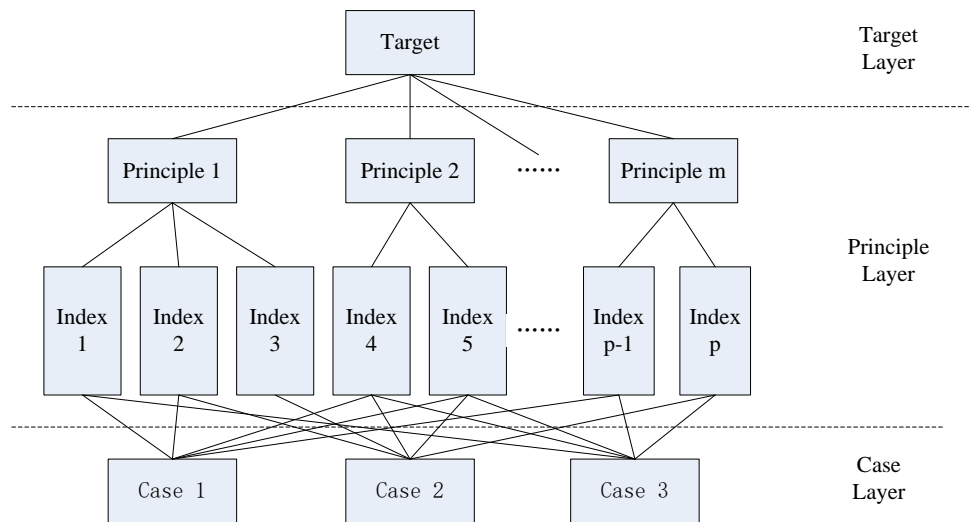 Target
Target
Layer
Principle 1
Principle 2
......
Principle m
Principle
Layer
Index
1
Index
2
Index
3
Index
4
Index
5
......
Index
p-1
Index
p
Case 1
Case 2
Case 3
Case
Layer